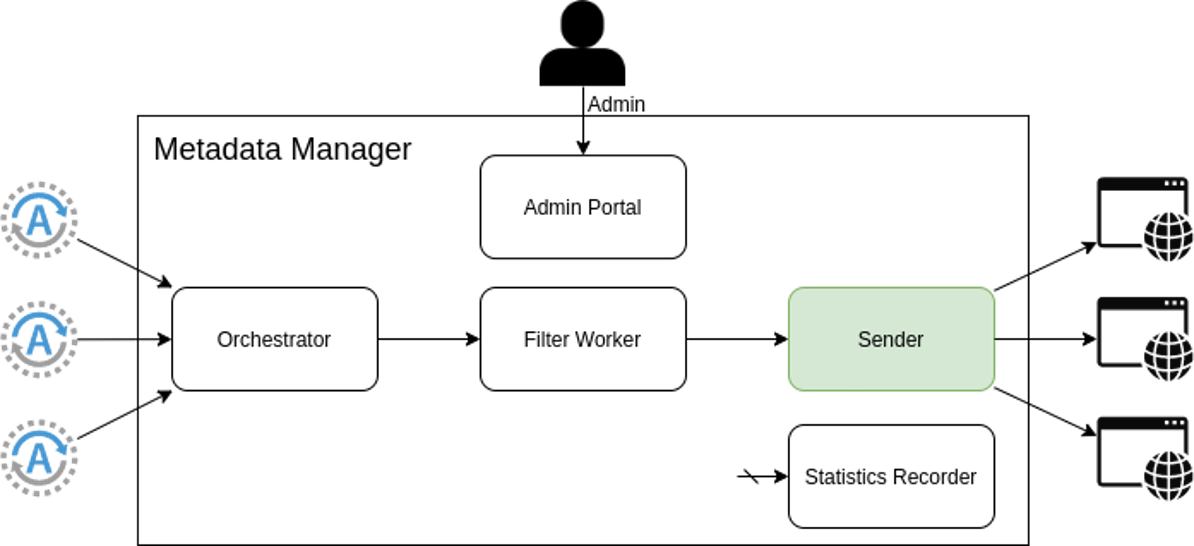 Admin
Metadata Manager
Admin Portal
A
A
A
Orchestrator
Filter Worker
Sender
Statistics Recorder